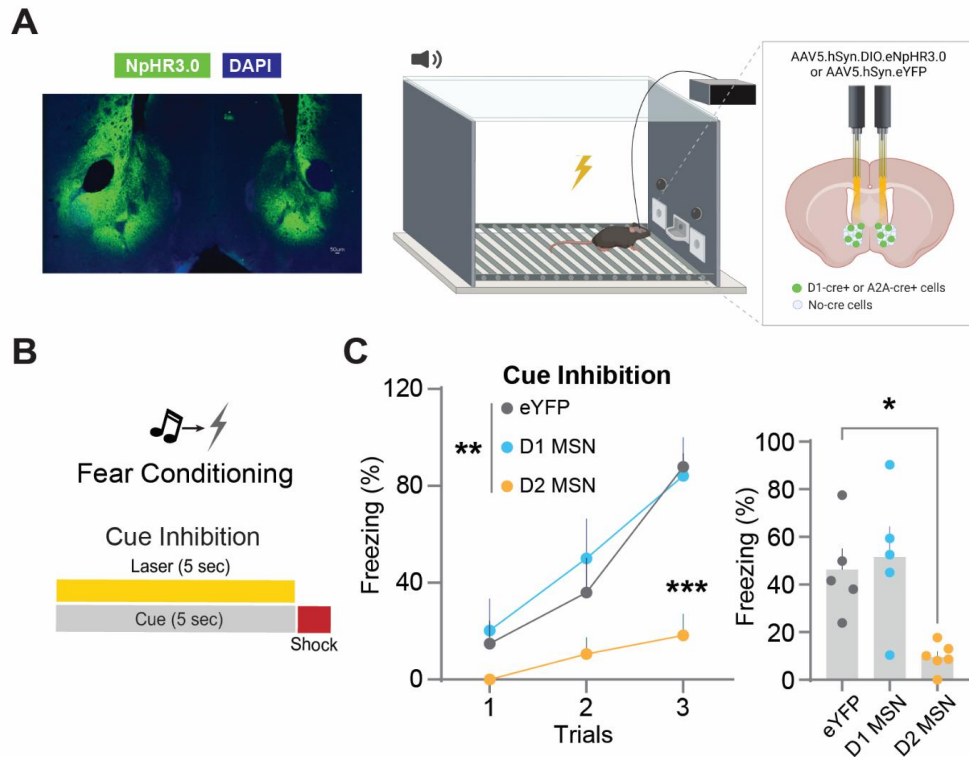 A
NpHR3.0 DAPI
50μm
AAV5.hSyn.DIO.eNpHR3.0
or AAV5.hSyn.eYFP
D1-cre+ or A2A-cre+ cells
No-cre cells
B
Fear Conditioning
Cue Inhibition
Laser (5 sec)
Cue (5 sec)
Shock
C
Cue Inhibition
eYFP
D1 MSN
D2 MSN
**
***
Freezing (%)
120
80
40
0
1 2 3
Trials
*
Freezing (%)
100
80
60
40
20
0
eYFP
D1 MSN
D2 MSN